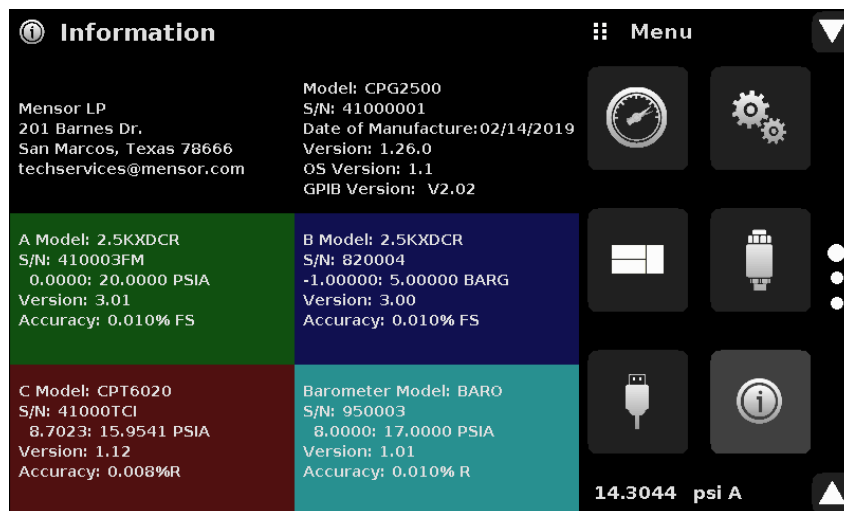 Information
Menu
Mensor LP
201 Barnes Dr.
San Marcos, Texas 78666
techservices@mensor.com
Model: CPG2500
S/N: 41000001
Date of Manufacture:02/14/2019
Version: 1.26.0
OS Version: 1.1
GPIB Version: V2.02
A Model: 2.5KXDCR
S/N: 410003FM
0.0000: 20.0000 PSIA
Version: 3.01
Accuracy: 0.010% FS
B Model: 2.5KXDCR
S/N: 820004
-1.00000: 5.00000 BARG
Version: 3.00
Accuracy: 0.010% FS
C Model: CPT6020
S/N: 41000TCI
8.7023: 15.9541 PSIA
Version: 1.12
Accuracy: 0.008%R
Barometer Model: BARO
S/N: 950003
8.0000: 17.0000 PSIA
Version: 1.01
Accuracy: 0.010% R
14.3044 psi A